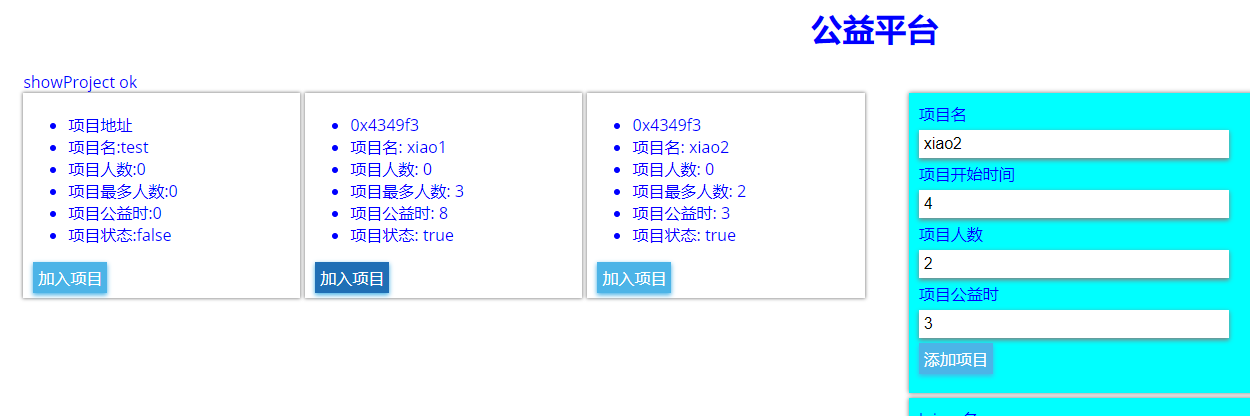 公益平台
showProject ok
项目地址
项目名:test
项目人数:0
项目最多人数:0
项目公益时:0
项目状态:false
加入项目
0x4349f3
项目名: xiao1
项目人数: 0
项目最多人数: 3
项目公益时: 8
项目状态: true
加入项目
0x4349f3
项目名: xiao2
项目人数: 0
项目最多人数: 2
项目公益时: 3
项目状态: true
加入项目
项目名
xiao2
项目开始时间
4
项目人数
2
项目公益时
3
添加项目